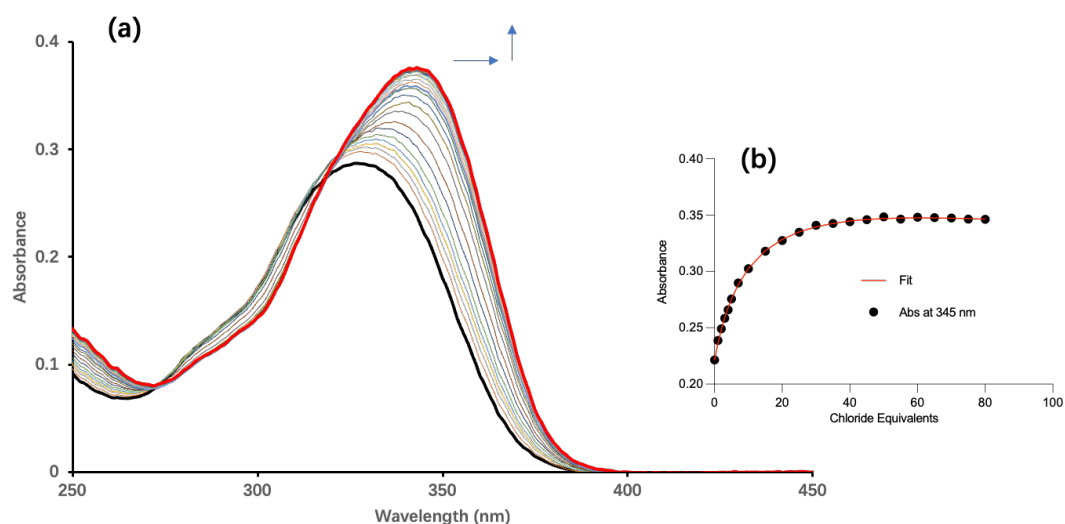 (a)
0.4
0.3
0.2
0.1
0
Absorbance
250
300
350
400
450
Wavelength (nm)
(b)
0.40
0.35
0.30
0.25
0.20
Absorbance
Fit
Abs at 345 nm
0
20
40
60
80
100
Chloride Equivalents